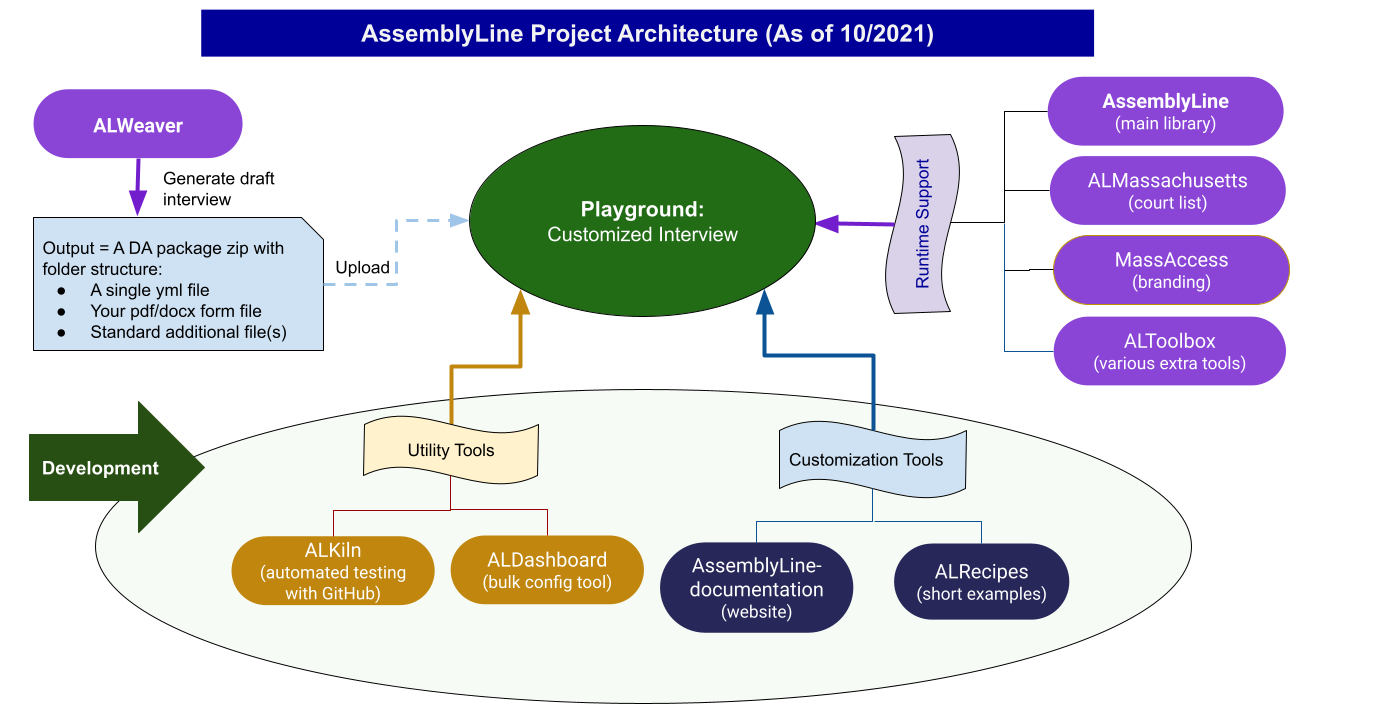 AssemblyLine Project Architecture (As of 10/2021)
ALWeaver
Generate draft
interview
Output = A DA package zip with
folder structure:
● A single yml file
● Your pdf/docx form file
● Standard additional file(s)
Upload
Playground:
Customized Interview
Runtime Support
AssemblyLine
(main library)
ALMassachusetts
(court list)
MassAccess
(branding)
ALToolbox
(various extra tools)
Development
Utility Tools
Customization Tools
ALKiln
(automated testing
with GitHub)
ALDashboard
(bulk config tool)
AssemblyLine-
documentation
(website)
ALRecipes
(short examples)